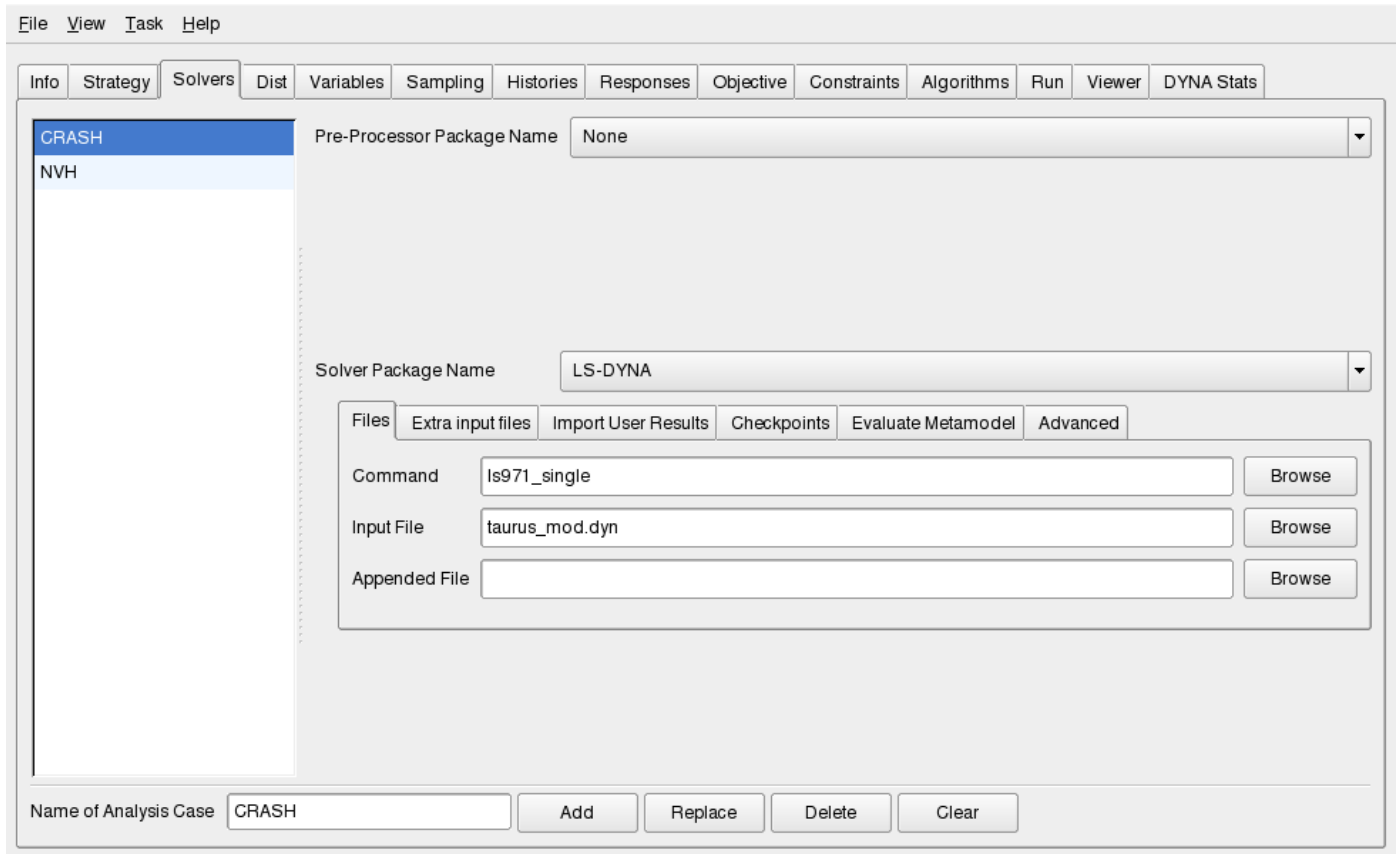 File View Task Help
Info Strategy Solvers Dist Variables Sampling Histories Responses Objective Constraints Algorithms Run Viewer DYNA Stats
CRASH
NVH
Pre-Processor Package Name None
Solver Package Name LS-DYNA
Files Extra input files Import User Results Checkpoints Evaluate Metamodel Advanced
Command ls971_single Browse
Input File taurus_mod.dyn Browse
Appended File Browse
Name of Analysis Case CRASH Add Replace Delete Clear